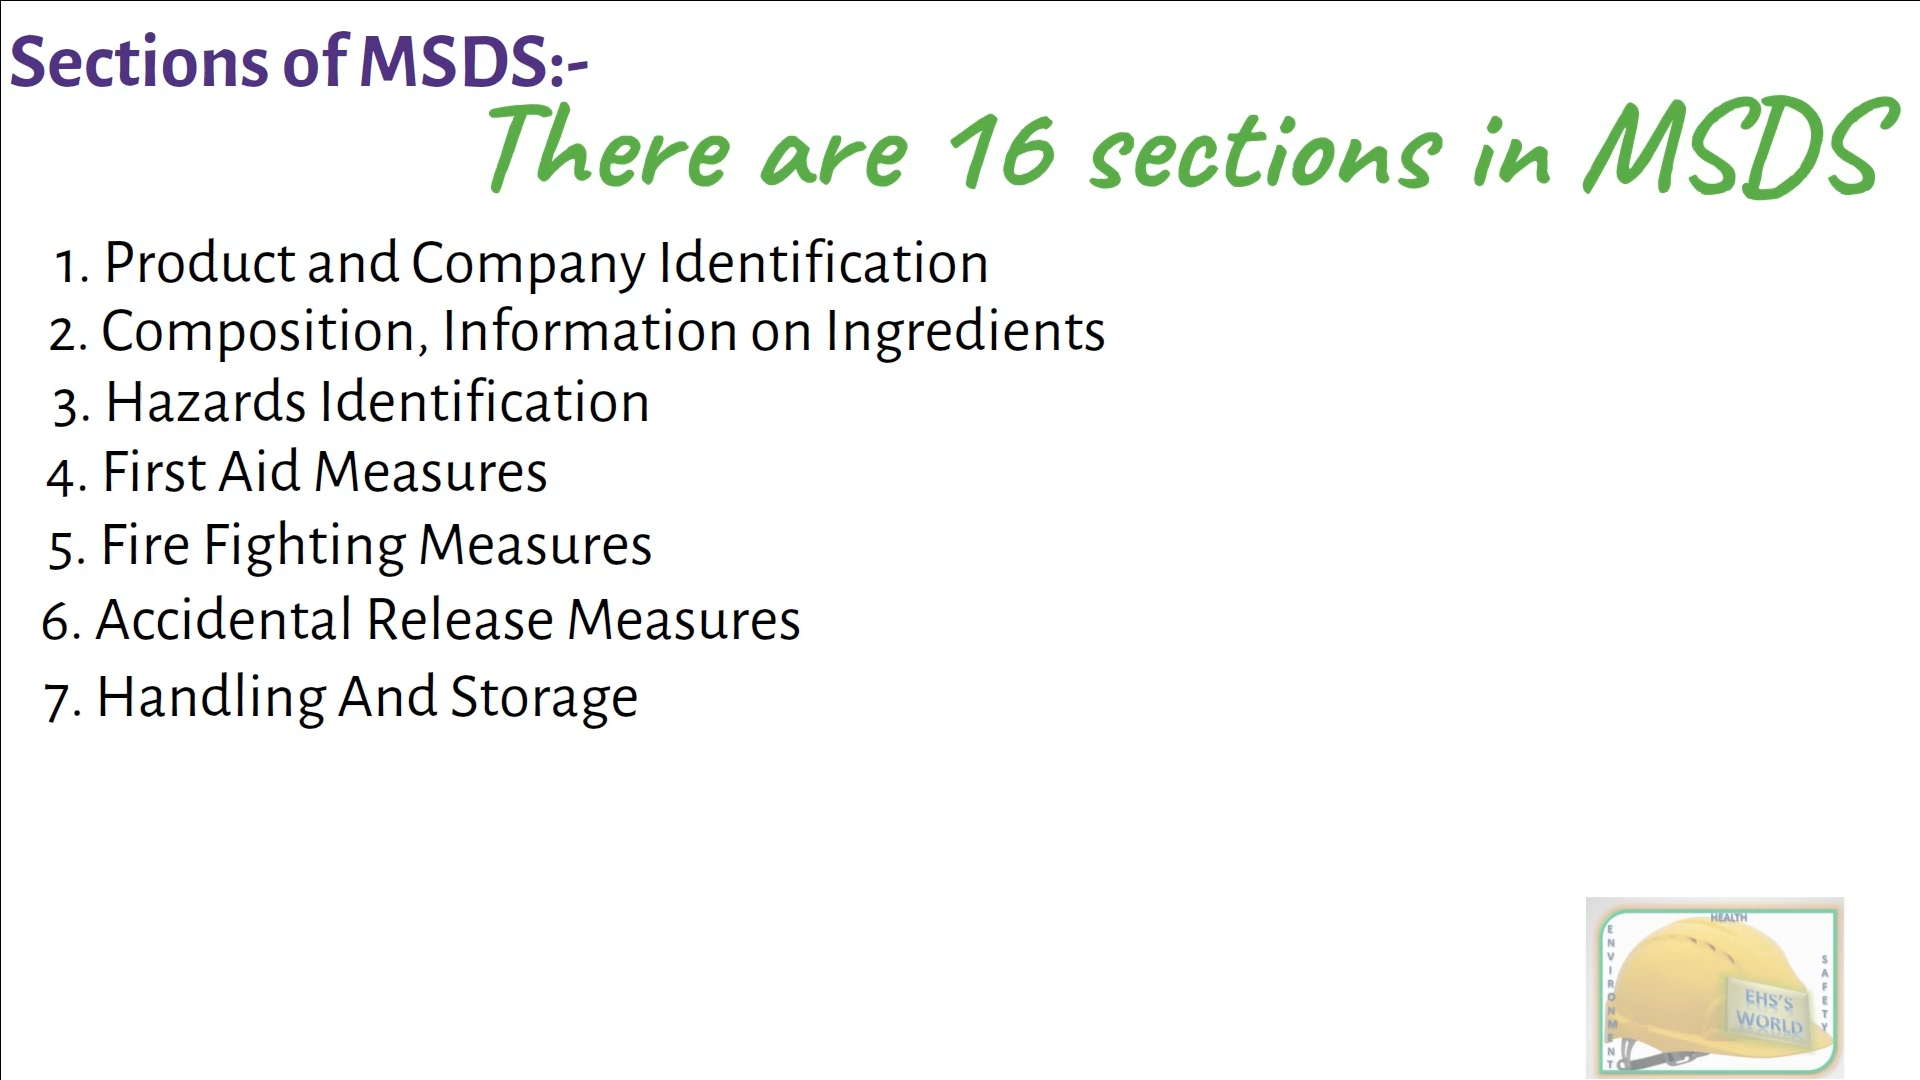 Sections of MSDS:-
There are 16 sections in MSDS
1. Product and Company Identification
2. Composition, Information on Ingredients
3. Hazards Identification
4. First Aid Measures
5. Fire Fighting Measures
6. Accidental Release Measures
7. Handling And Storage
HEALTH
ENVIRONMENT
SAFETY
EHS'S
WORLD